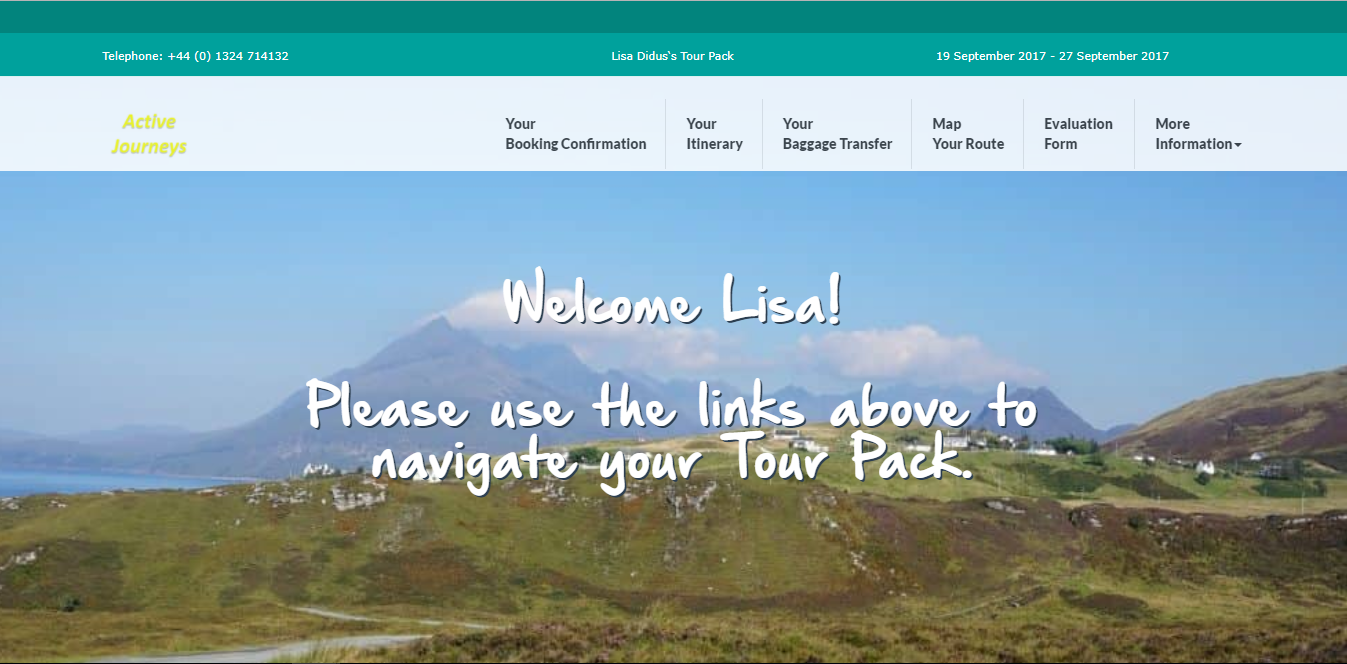 Telephone: +44 (0) 1324 714132
Lisa Didus's Tour Pack
19 September 2017 - 27 September 2017
Active
Journeys
Your
Booking Confirmation
Your
Itinerary
Your
Baggage Transfer
Map
Your Route
Evaluation
Form
More
Information
Welcome Lisa!
Please use the links above to
navigate your Tour Pack.